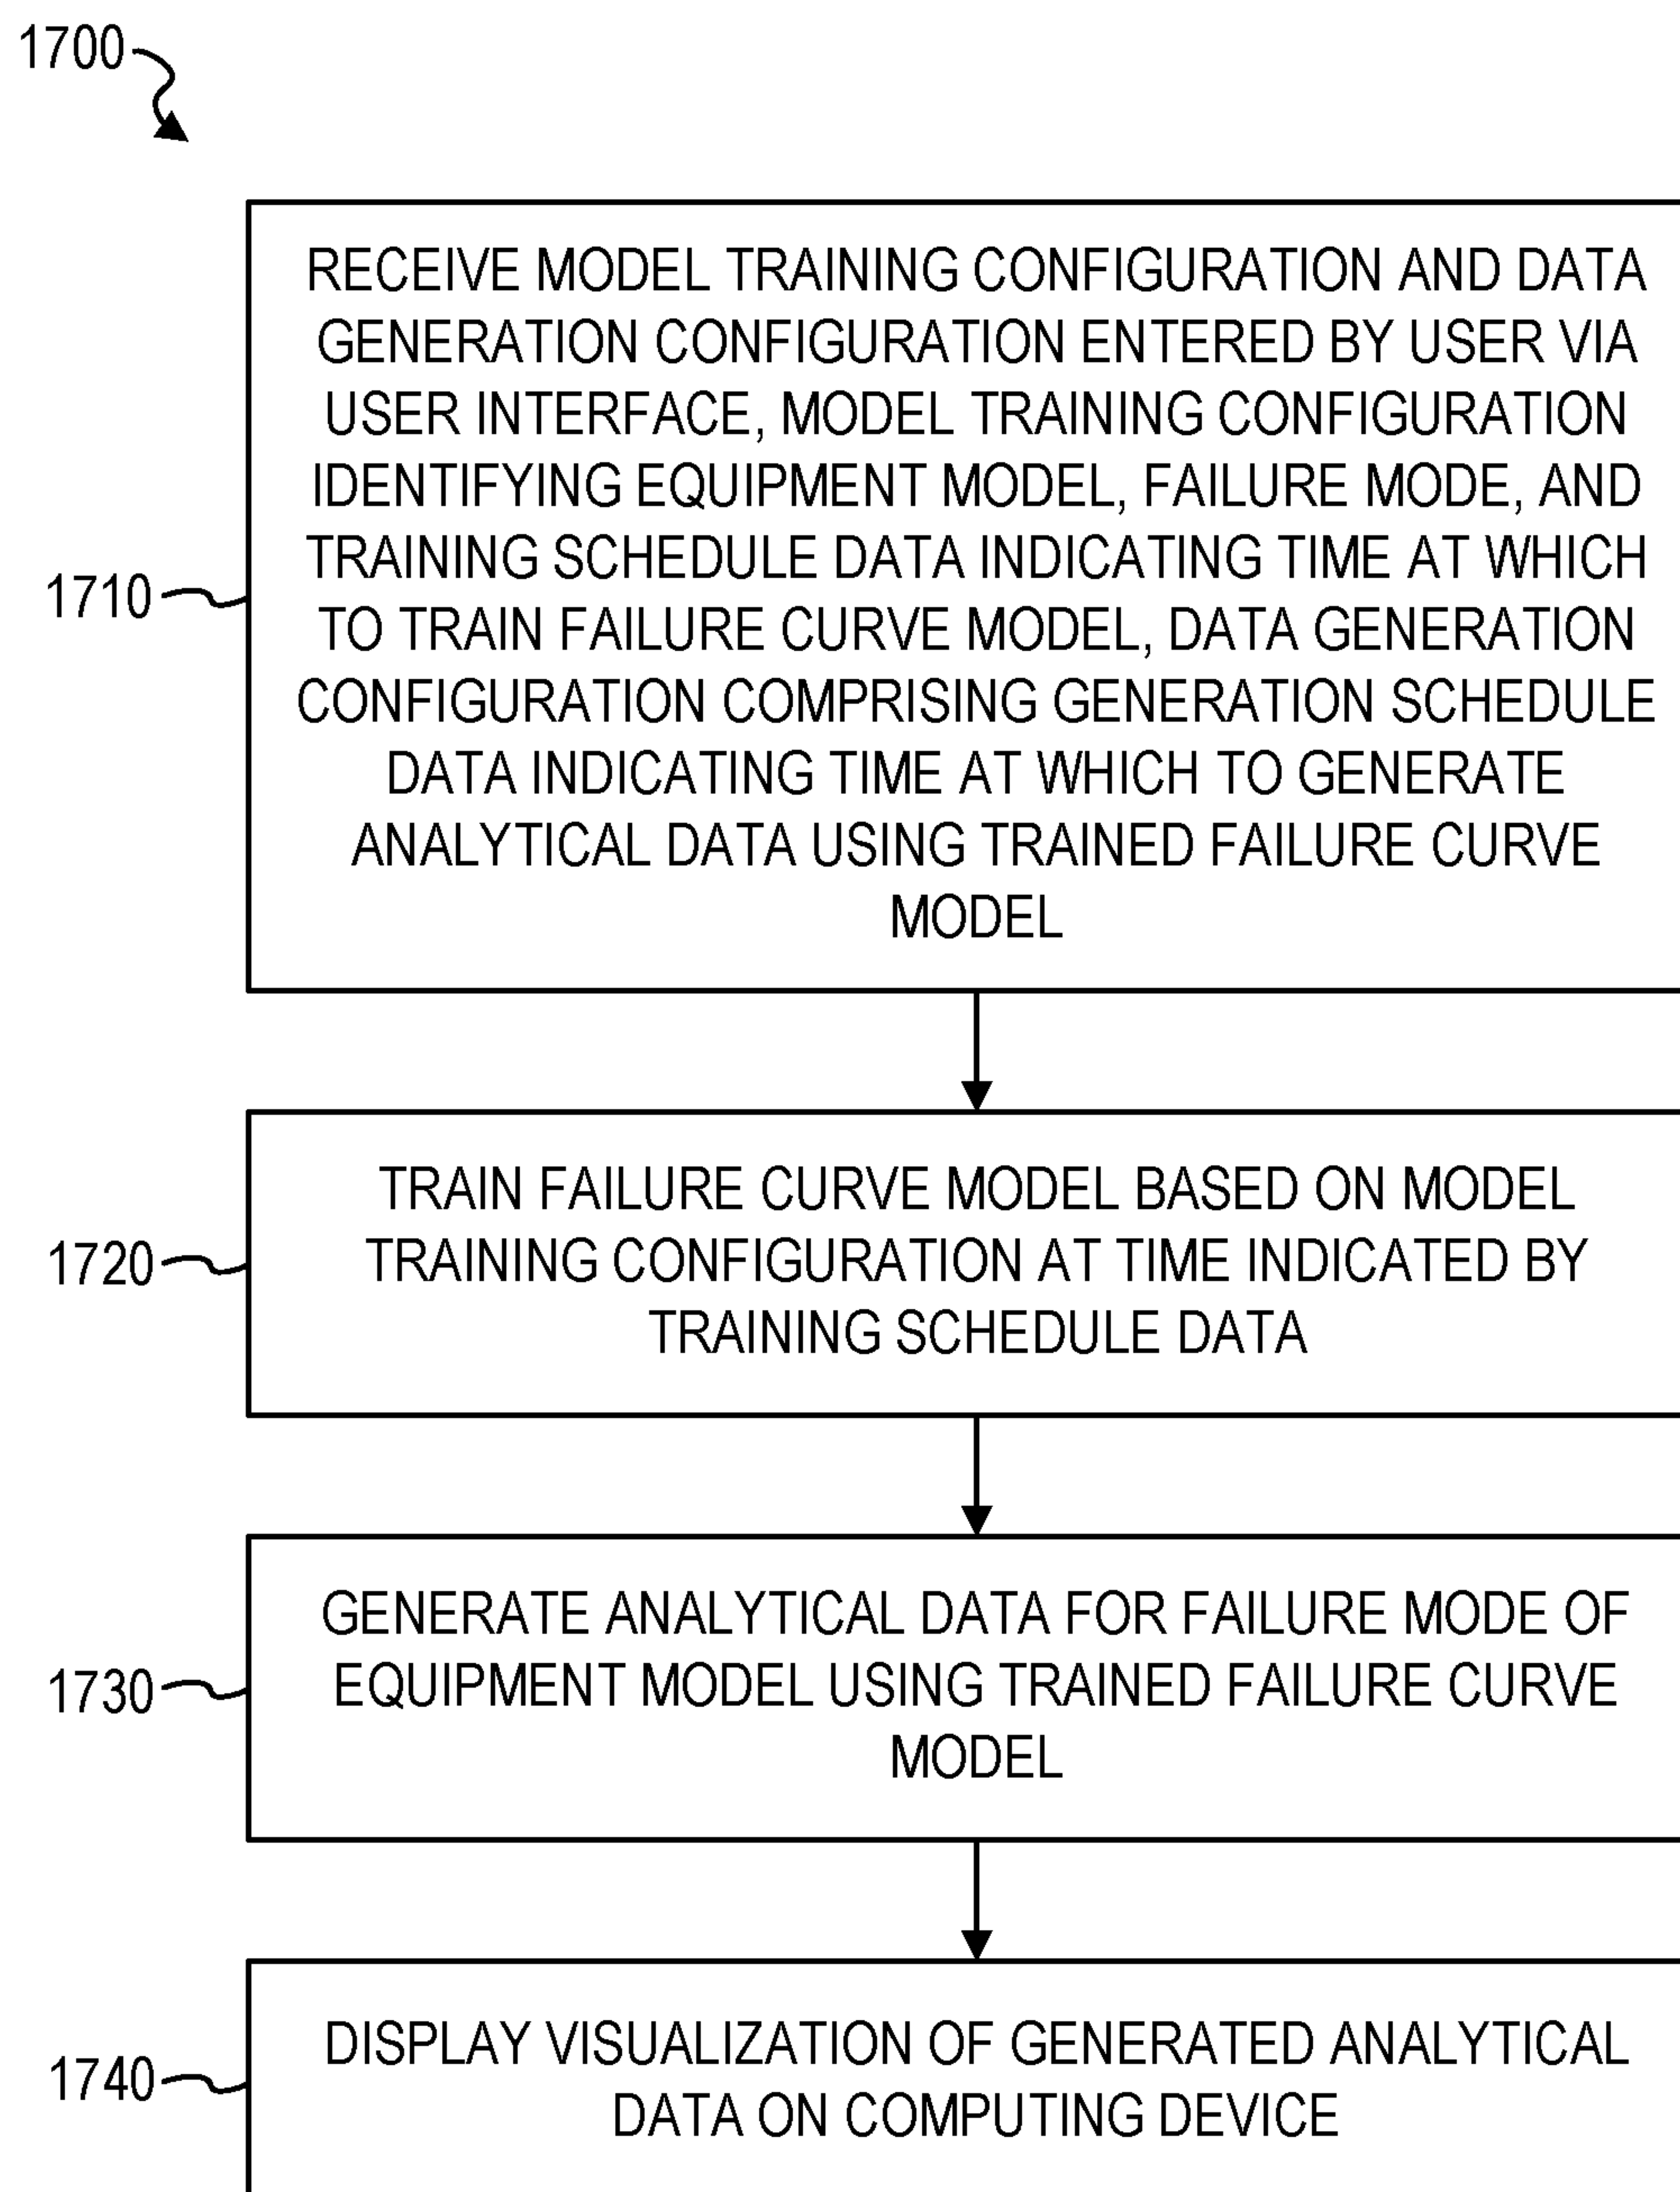 1700
RECEIVE MODEL TRAINING CONFIGURATION AND DATA
GENERATION CONFIGURATION ENTERED BY USER VIA
USER INTERFACE, MODEL TRAINING CONFIGURATION
IDENTIFYING EQUIPMENT MODEL, FAILURE MODE, AND
TRAINING SCHEDULE DATA INDICATING TIME AT WHICH
TO TRAIN FAILURE CURVE MODEL, DATA GENERATION
CONFIGURATION COMPRISING GENERATION SCHEDULE
DATA INDICATING TIME AT WHICH TO GENERATE
ANALYTICAL DATA USING TRAINED FAILURE CURVE
MODEL
1710
TRAIN FAILURE CURVE MODEL BASED ON MODEL
TRAINING CONFIGURATION AT TIME INDICATED BY
TRAINING SCHEDULE DATA
1720
GENERATE ANALYTICAL DATA FOR FAILURE MODE OF
EQUIPMENT MODEL USING TRAINED FAILURE CURVE
MODEL
1730
DISPLAY VISUALIZATION OF GENERATED ANALYTICAL
DATA ON COMPUTING DEVICE
1740